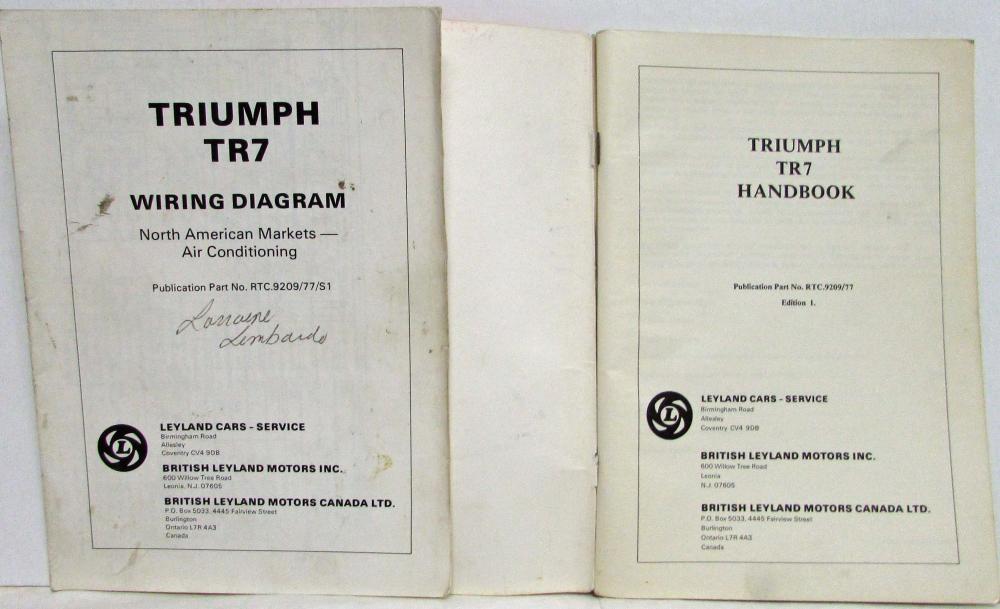 TRIUMPH
TR7
WIRING DIAGRAM
North American Markets —
Air Conditioning
Publication Part No. RTC.9209/77/S1
Lorraine
Lombardo
L
LEYLAND CARS - SERVICE
Birmingham Road
Allesley
Coventry CV4 9DB
BRITISH LEYLAND MOTORS INC.
600 Willow Tree Road
Leonia, N.J. 07605
BRITISH LEYLAND MOTORS CANADA LTD.
P.O. Box 5033, 4445 Fairview Street
Burlington
Ontario L7R 4A3
Canada
TRIUMPH
TR7
HANDBOOK
Publication Part No. RTC.9209/77
Edition 1.
L
LEYLAND CARS - SERVICE
Birmingham Road
Allesley
Coventry CV4 9DB
BRITISH LEYLAND MOTORS INC.
600 Willow Tree Road
Leonia
N.J. 07605
BRITISH LEYLAND MOTORS CANADA LTD.
P.O. Box 5033, 4445 Fairview Street
Burlington
Ontario L7R 4A3
Canada